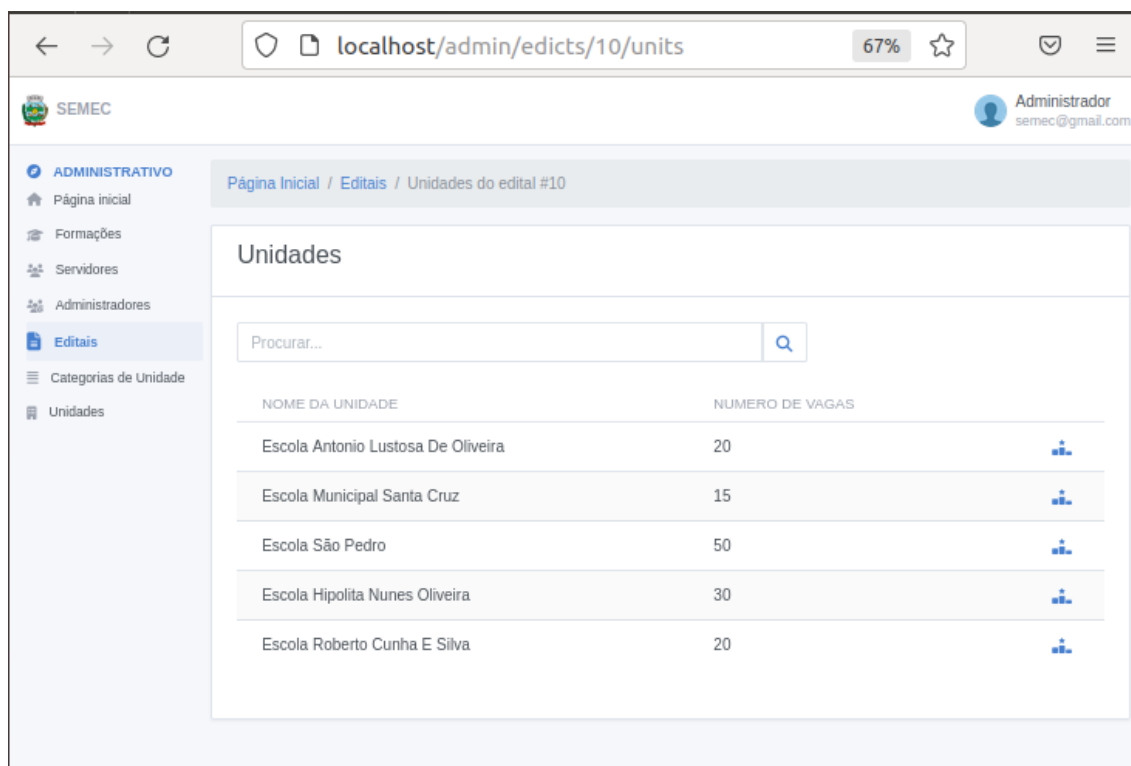 localhost/admin/edicts/10/units 67%
SEMEC
Administrador
semec@gmail.com
ADMINISTRATIVO
Página inicial
Formações
Servidores
Administradores
Editais
Categorias de Unidade
Unidades
Página Inicial / Editais / Unidades do edital #10
Unidades
Procurar...
NOME DA UNIDADE NUMERO DE VAGAS
Escola Antonio Lustosa De Oliveira 20
Escola Municipal Santa Cruz 15
Escola São Pedro 50
Escola Hipolita Nunes Oliveira 30
Escola Roberto Cunha E Silva 20